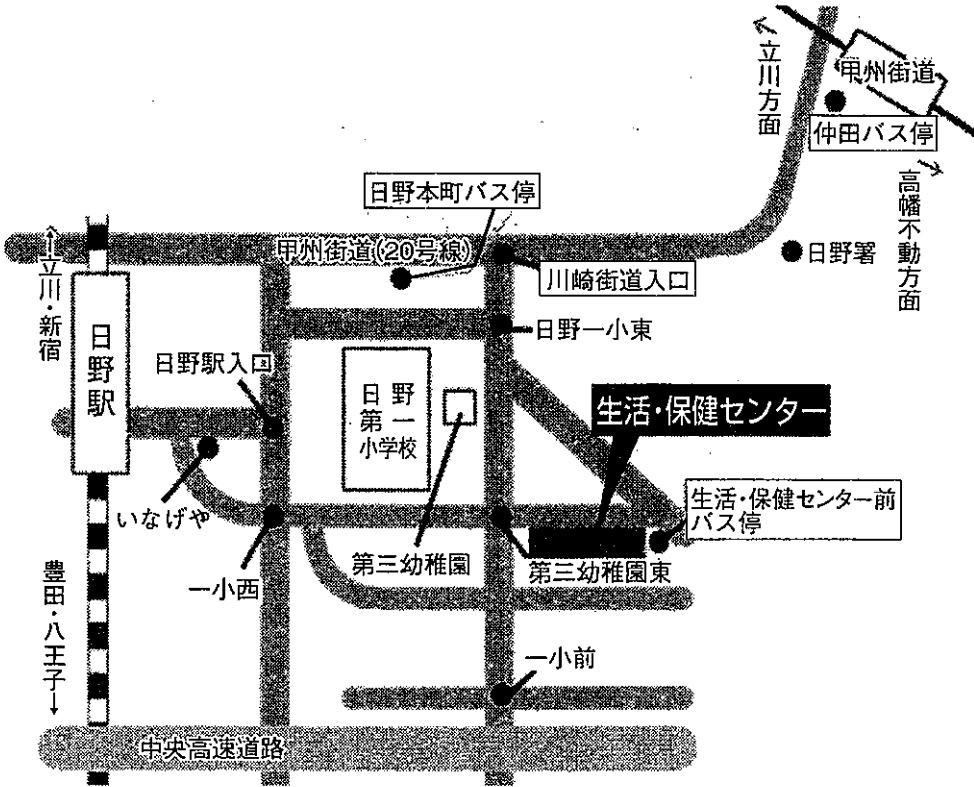 ↑立川方面
甲州街道
仲田バス停
高幡不動方面→
日野本町バス停
甲州街道(20号線)
日野署
川崎街道入口
←立川・新宿
日野駅
日野一小東
日野駅入口
日野
第一
小学校
生活・保健センター
生活・保健センター前
バス停
いなげや
第三幼稚園
第三幼稚園東
一小西
豊田・八王子→
一小前
中央高速道路